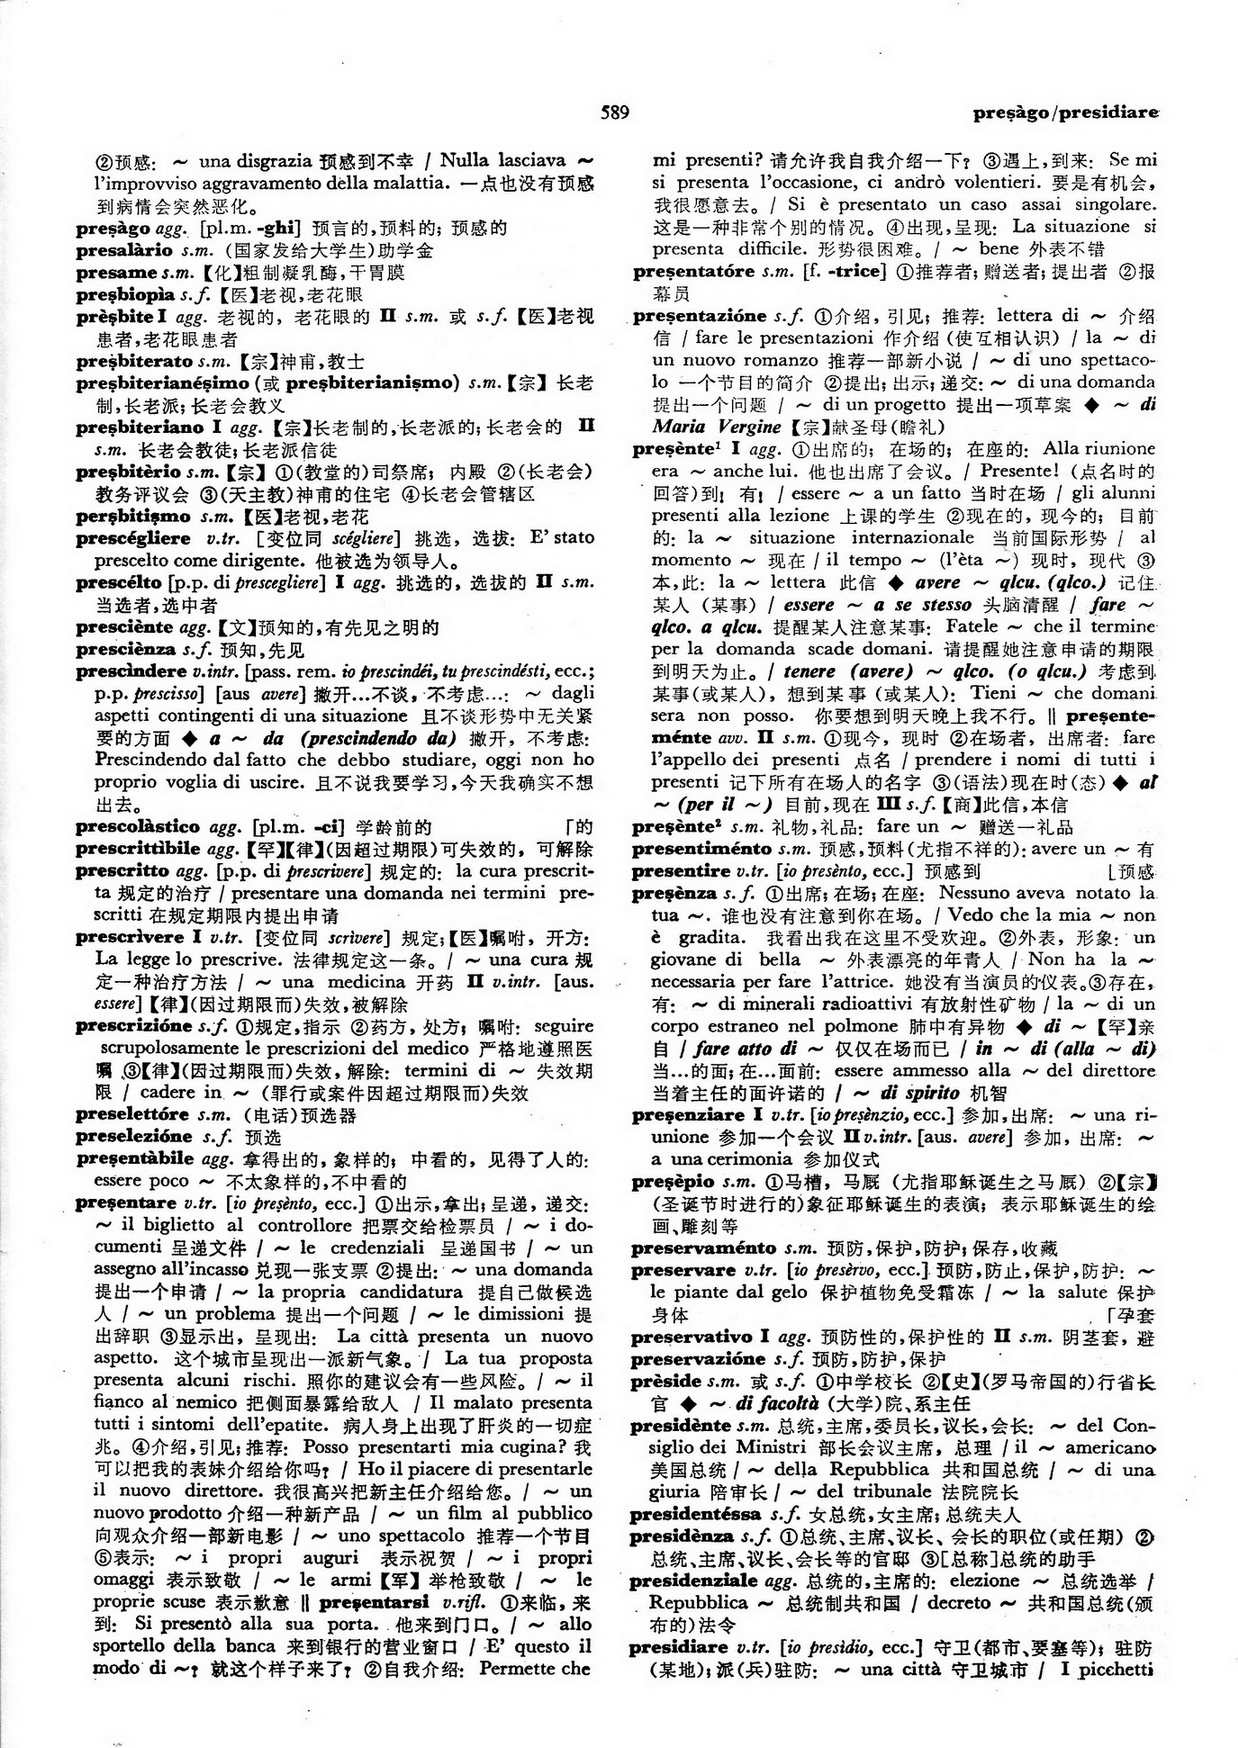 589
preṣàgo/presidiare
②预感: ~ una disgrazia 预感到不幸 / Nulla lasciava ~
l'improvviso aggravamento della malattia. 一点也没有预感
到病情会突然恶化。
preṣàgo agg. [pl.m. -ghi] 预言的,预料的; 预感的
presalàrio s.m. (国家发给大学生)助学金
presame s.m.【化】粗制凝乳酶,干胃膜
preṣbiopìa s.f.【医】老视,老花眼
prèṣbite I agg. 老视的, 老花眼的 II s.m. 或 s.f.【医】老视
患者,老花眼患者
preṣbiterato s.m.【宗】神甫,教士
preṣbiterianéṣimo (或 preṣbiterianiṣmo) s.m.【宗】长老
制,长老派; 长老会教义
preṣbiteriano I agg. 【宗】长老制的,长老派的; 长老会的 II
s.m. 长老会教徒;长老派信徒
preṣbitèrio s.m.【宗】 ①(教堂的)司祭席; 内殿 ②(长老会)
教务评议会 ③(天主教)神甫的住宅 ④长老会管辖区
perṣbitiṣmo s.m.【医】老视,老花
prescégliere v.tr. [变位同 scégliere] 挑选, 选拔: E' stato
prescelto come dirigente. 他被选为领导人。
prescélto [p.p. di prescegliere] I agg. 挑选的, 选拔的 II s.m.
当选者,选中者
presciènte agg.【文】预知的,有先见之明的
presciènza s.f. 预知,先见
prescìndere v.intr. [pass. rem. io prescindéi, tu prescindésti, ecc.;
p.p. prescisso] [aus avere] 撇开…不谈, 不考虑…: ~ dagli
aspetti contingenti di una situazione 且不谈形势中无关紧
要的方面 ◆ a ~ da (prescindendo da) 撇开, 不考虑:
Prescindendo dal fatto che debbo studiare, oggi non ho
proprio voglia di uscire. 且不说我要学习,今天我确实不想
出去。
prescolàstico agg. [pl.m. -ci] 学龄前的 「的
prescrittìbile agg.【罕】【律】(因超过期限)可失效的, 可解除
prescritto agg. [p.p. di prescrivere] 规定的: la cura prescrit-
ta 规定的治疗 / presentare una domanda nei termini pre-
scritti 在规定期限内提出申请
prescrìvere I v.tr. [变位同 scrìvere] 规定;【医】嘱咐, 开方:
La legge lo prescrive. 法律规定这一条。/ ~ una cura 规
定一种治疗方法 / ~ una medicina 开药 II v.intr. [aus.
essere]【律】(因过期限而)失效,被解除
prescrizióne s.f. ①规定,指示 ②药方, 处方; 嘱咐: seguire
scrupolosamente le prescrizioni del medico 严格地遵照医
嘱 ③【律】(因过期限而)失效, 解除: termini di ~ 失效期
限 / cadere in ~ (罪行或案件因超过期限而)失效
preselettóre s.m. (电话)预选器
preselezióne s.f. 预选
preṣentàbile agg. 拿得出的, 象样的; 中看的, 见得了人的:
essere poco ~ 不太象样的,不中看的
preṣentare v.tr. [io preṣènto, ecc.] ①出示,拿出; 呈递, 递交:
~ il biglietto al controllore 把票交给检票员 / ~ i do-
cumenti 呈递文件 / ~ le credenziali 呈递国书 / ~ un
assegno all'incasso 兑现一张支票 ②提出: ~ una domanda
提出一个申请 / ~ la propria candidatura 提自己做候选
人 / ~ un problema 提出一个问题 / ~ le dimissioni 提
出辞职 ③显示出, 呈现出: La città presenta un nuovo
aspetto. 这个城市呈现出一派新气象。/ La tua proposta
presenta alcuni rischi. 照你的建议会有一些风险。/ ~ il
fianco al nemico 把侧面暴露给敌人 / Il malato presenta
tutti i sintomi dell'epatite. 病人身上出现了肝炎的一切症
兆。④介绍,引见; 推荐: Posso presentarti mia cugina? 我
可以把我的表妹介绍给你吗? / Ho il piacere di presentarle
il nuovo direttore. 我很高兴把新主任介绍给您。/ ~ un
nuovo prodotto 介绍一种新产品 / ~ un film al pubblico
向观众介绍一部新电影 / ~ uno spettacolo 推荐一个节目
⑤表示: ~ i propri auguri 表示祝贺 / ~ i propri
omaggi 表示致敬 / ~ le armi【军】举枪致敬 / ~ le
proprie scuse 表示歉意 ‖ preṣentarsi v.rifl. ①来临, 来
到: Si presentò alla sua porta. 他来到门口。/ ~ allo
sportello della banca 来到银行的营业窗口 / E' questo il
modo di ~? 就这个样子来了? ②自我介绍: Permette che
mi presenti? 请允许我自我介绍一下? ③遇上,到来: Se mi
si presenta l'occasione, ci andrò volentieri. 要是有机会,
我很愿意去。/ Si è presentato un caso assai singolare.
这是一种非常个别的情况。④出现,呈现: La situazione si
presenta difficile. 形势很困难。/ ~ bene 外表不错
preṣentatóre s.m. [f. -trice] ①推荐者; 赠送者; 提出者 ②报
幕员
preṣentazióne s.f. ①介绍, 引见; 推荐: lettera di ~ 介绍
信 / fare le presentazioni 作介绍 (使互相认识) / la ~ di
un nuovo romanzo 推荐一部新小说 / ~ di uno spettaco-
lo 一个节目的简介 ②提出; 出示; 递交: ~ di una domanda
提出一个问题 / ~ di un progetto 提出一项草案 ◆ ~ di
Maria Vergine【宗】献圣母(瞻礼)
preṣènte¹ I agg. ①出席的; 在场的; 在座的: Alla riunione
era ~ anche lui. 他也出席了会议。/ Presente! (点名时的
回答)到! 有! / essere ~ a un fatto 当时在场 / gli alunni
presenti alla lezione 上课的学生 ②现在的, 现今的; 目前
的: la ~ situazione internazionale 当前国际形势 / al
momento ~ 现在 / il tempo ~ (l'èta ~) 现时, 现代 ③
本,此: la ~ lettera 此信 ◆ avere ~ qlcu. (qlco.) 记住
某人 (某事) / essere ~ a se stesso 头脑清醒 / fare ~
qlco. a qlcu. 提醒某人注意某事: Fatele ~ che il termine
per la domanda scade domani. 请提醒她注意申请的期限
到明天为止。/ tenere (avere) ~ qlco. (o qlcu.) 考虑到
某事(或某人), 想到某事 (或某人): Tieni ~ che domani
sera non posso. 你要想到明天晚上我不行。‖ preṣente-
ménte avv. II s.m. ①现今, 现时 ②在场者, 出席者: fare
l'appello dei presenti 点名 / prendere i nomi di tutti i
presenti 记下所有在场人的名字 ③(语法)现在时(态) ◆ al
~ (per il ~) 目前,现在 III s.f.【商】此信,本信
preṣènte² s.m. 礼物,礼品: fare un ~ 赠送一礼品
presentiménto s.m. 预感,预料(尤指不祥的): avere un ~ 有
presentire v.tr. [io presènto, ecc.] 预感到 ⌊预感
preṣènza s.f. ①出席; 在场; 在座: Nessuno aveva notato la
tua ~. 谁也没有注意到你在场。/ Vedo che la mia ~ non
è gradita. 我看出我在这里不受欢迎。②外表, 形象: un
giovane di bella ~ 外表漂亮的年青人 / Non ha la ~
necessaria per fare l'attrice. 她没有当演员的仪表。③存在,
有: ~ di minerali radioattivi 有放射性矿物 / la ~ di un
corpo estraneo nel polmone 肺中有异物 ◆ di ~【罕】亲
自 / fare atto di ~ 仅仅在场而已 / in ~ di (alla ~ di)
当…的面; 在…面前: essere ammesso alla ~ del direttore
当着主任的面许诺的 / ~ di spirito 机智
preṣenziare I v.tr. [io preṣènzio, ecc.] 参加,出席: ~ una ri-
unione 参加一个会议 II v.intr. [aus. avere] 参加, 出席: ~
a una cerimonia 参加仪式
preṣèpio s.m. ①马槽, 马厩 (尤指耶稣诞生之马厩) ②【宗】
(圣诞节时进行的)象征耶稣诞生的表演; 表示耶稣诞生的绘
画、雕刻等
preservaménto s.m. 预防,保护,防护; 保存,收藏
preservare v.tr. [io presèrvo, ecc.] 预防,防止,保护,防护: ~
le piante dal gelo 保护植物免受霜冻 / ~ la salute 保护
身体 「孕套
preservativo I agg. 预防性的,保护性的 II s.m. 阴茎套, 避
preservazióne s.f. 预防,防护,保护
prèside s.m. 或 s.f. ①中学校长 ②【史】(罗马帝国的)行省长
官 ◆ ~ di facoltà (大学)院、系主任
presidènte s.m. 总统,主席,委员长,议长,会长: ~ del Con-
siglio dei Ministri 部长会议主席, 总理 / il ~ americano
美国总统 / ~ della Repubblica 共和国总统 / ~ di una
giuria 陪审长 / ~ del tribunale 法院院长
presidentéssa s.f. 女总统,女主席; 总统夫人
presidènza s.f. ①总统、主席、议长、会长的职位(或任期) ②
总统、主席、议长、会长等的官邸 ③[总称]总统的助手
presidenziale agg. 总统的,主席的: elezione ~ 总统选举 /
Repubblica ~ 总统制共和国 / decreto ~ 共和国总统(颁
布的)法令
presidiare v.tr. [io presìdio, ecc.] 守卫(都市、要塞等); 驻防
(某地); 派(兵)驻防: ~ una città 守卫城市 / I picchetti